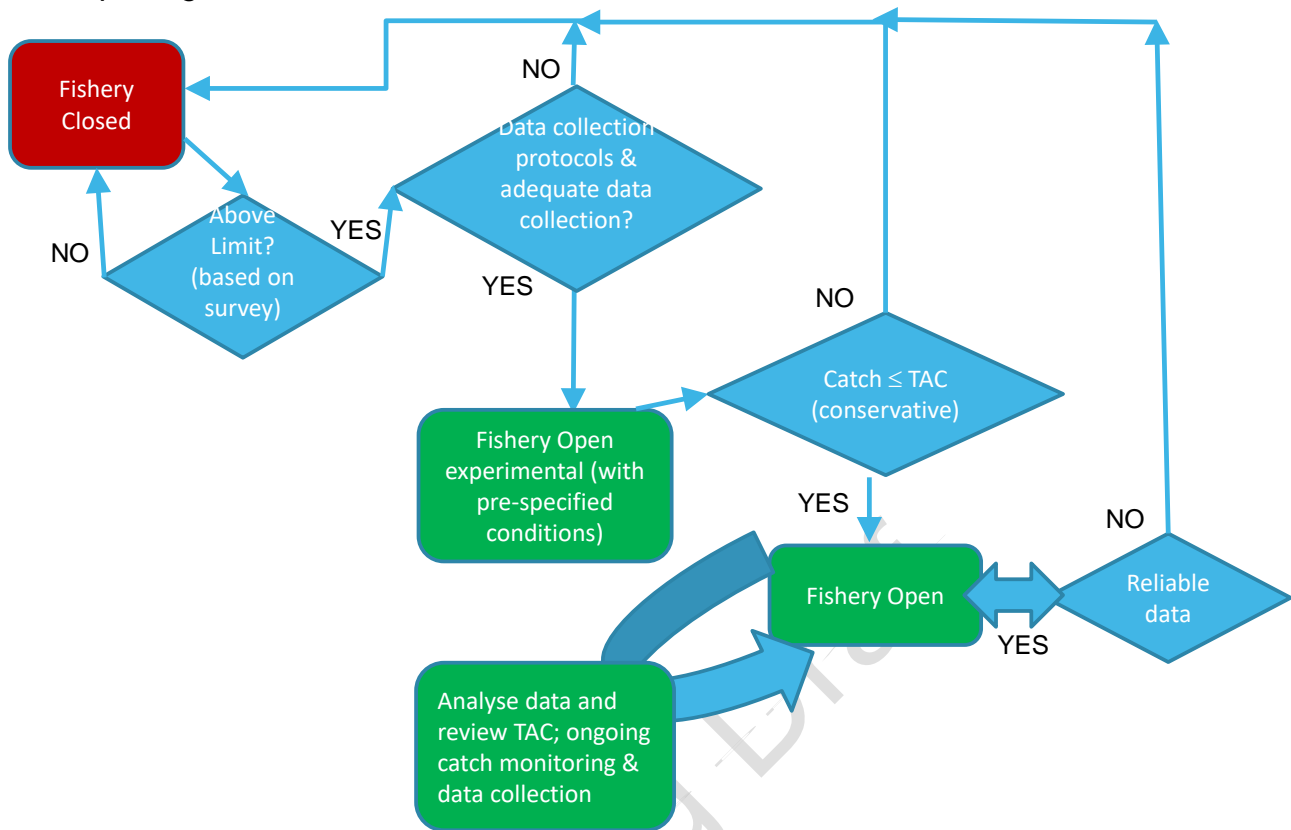 NO
Fishery
Closed
Data collection
protocols &
adequate data
collection?
Above
Limit?
(based on
survey)
NO
YES
YES
NO
Catch ≤ TAC
(conservative)
Fishery Open
experimental (with
pre-specified
conditions)
YES
NO
Fishery Open
Reliable
data
YES
Analyse data and
review TAC; ongoing
catch monitoring &
data collection